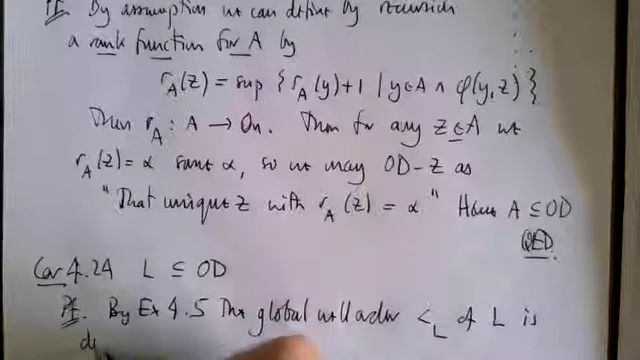 Pf. By assumption we can define by recursion
a rank function for A by
r_A(z) = sup { r_A(y)+1 | y ∈ A ∧ φ(y, z) }
Then r_A : A → On. Then for any z ∈ A we
r_A(z) = α some α, so we may OD-z as
"That unique z with r_A(z) = α" Hence A ⊆ OD
QED
Cor 4.24 L ⊆ OD
Pf. By Ex 4.5 The global wellorder <_L of L is